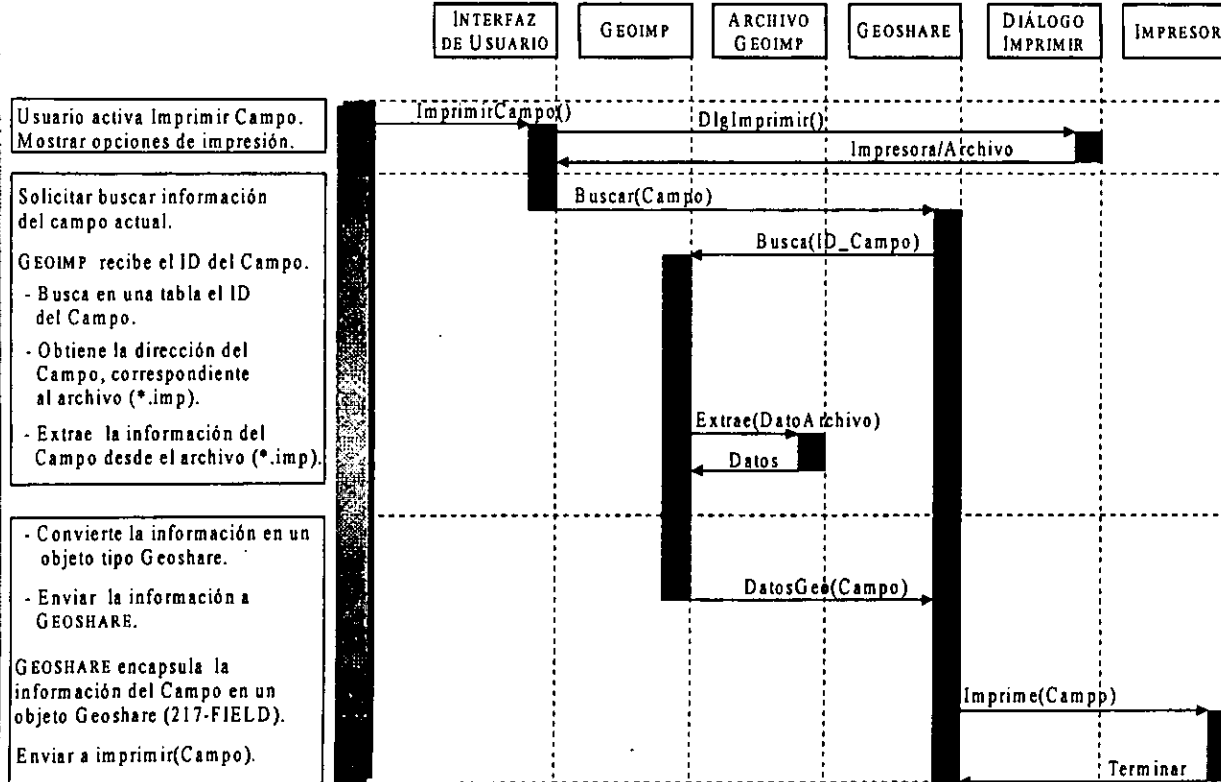 INTERFAZ
DE USUARIO
GEOIMP
ARCHIVO
GEOIMP
GEOSHARE
DIÁLOGO
IMPRIMIR
IMPRESOR
Usuario activa Imprimir Campo.
Mostrar opciones de impresión.
ImprimirCampo()
DlgImprimir()
Impresora/Archivo
Solicitar buscar información
del campo actual.
GEOIMP recibe el ID del Campo.
- Busca en una tabla el ID
del Campo.
- Obtiene la dirección del
Campo, correspondiente
al archivo (*.imp).
- Extrae la información del
Campo desde el archivo (*.imp).
Buscar(Campo)
Busca(ID_Campo)
Extrae(DatoArchivo)
Datos
- Convierte la información en un
objeto tipo Geoshare.
- Enviar la información a
GEOSHARE.
GEOSHARE encapsula la
información del Campo en un
objeto Geoshare (217-FIELD).
Enviar a imprimir(Campo).
DatosGeo(Campo)
Imprime(Campo)
Terminar